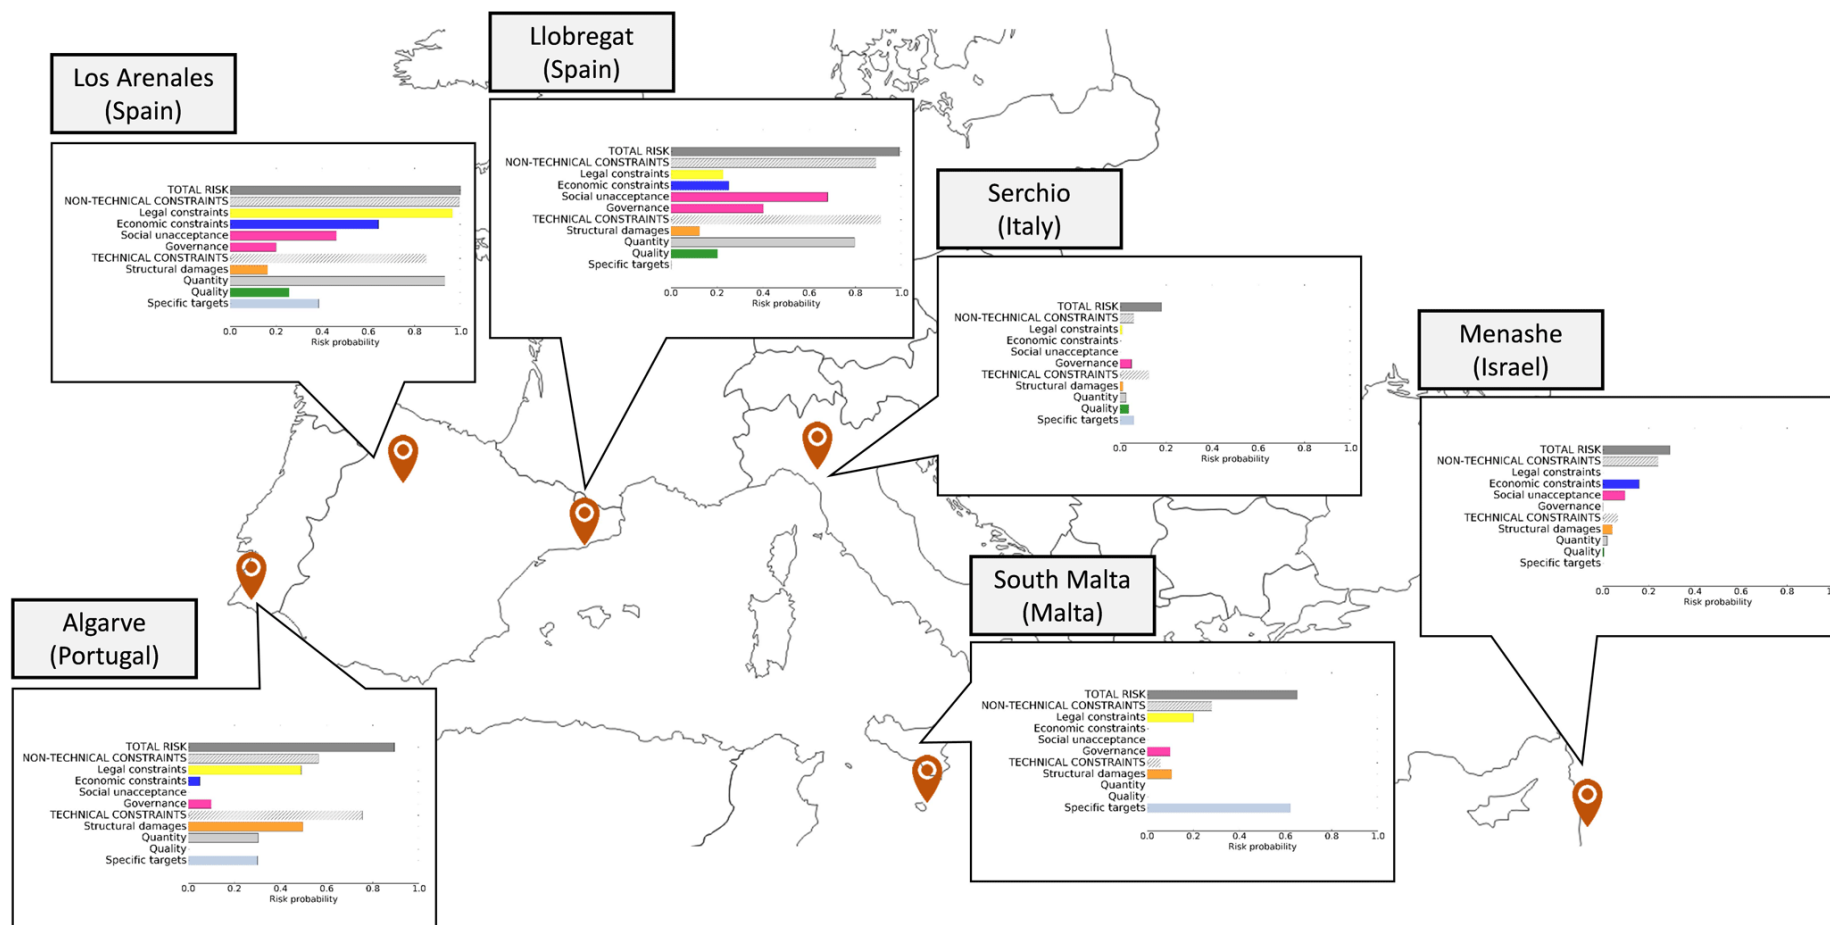 Los Arenales
(Spain)
TOTAL RISK
NON-TECHNICAL CONSTRAINTS
Legal constraints
Economic constraints
Social unacceptance
Governance
TECHNICAL CONSTRAINTS
Structural damages
Quantity
Quality
Specific targets
0.0 0.2 0.4 0.6 0.8 1.0
Risk probability
Llobregat
(Spain)
TOTAL RISK
NON-TECHNICAL CONSTRAINTS
Legal constraints
Economic constraints
Social unacceptance
Governance
TECHNICAL CONSTRAINTS
Structural damages
Quantity
Quality
Specific targets
0.0 0.2 0.4 0.6 0.8 1.0
Risk probability
Serchio
(Italy)
TOTAL RISK
NON-TECHNICAL CONSTRAINTS
Legal constraints
Economic constraints
Social unacceptance
Governance
TECHNICAL CONSTRAINTS
Structural damages
Quantity
Quality
Specific targets
0.0 0.2 0.4 0.6 0.8 1.0
Risk probability
Menashe
(Israel)
TOTAL RISK
NON-TECHNICAL CONSTRAINTS
Legal constraints
Economic constraints
Social unacceptance
Governance
TECHNICAL CONSTRAINTS
Structural damages
Quantity
Quality
Specific targets
0.0 0.2 0.4 0.6 0.8
Risk probability
Algarve
(Portugal)
TOTAL RISK
NON-TECHNICAL CONSTRAINTS
Legal constraints
Economic constraints
Social unacceptance
Governance
TECHNICAL CONSTRAINTS
Structural damages
Quantity
Quality
Specific targets
0.0 0.2 0.4 0.6 0.8 1.0
Risk probability
South Malta
(Malta)
TOTAL RISK
NON-TECHNICAL CONSTRAINTS
Legal constraints
Economic constraints
Social unacceptance
Governance
TECHNICAL CONSTRAINTS
Structural damages
Quantity
Quality
Specific targets
0.0 0.2 0.4 0.6 0.8 1.0
Risk probability